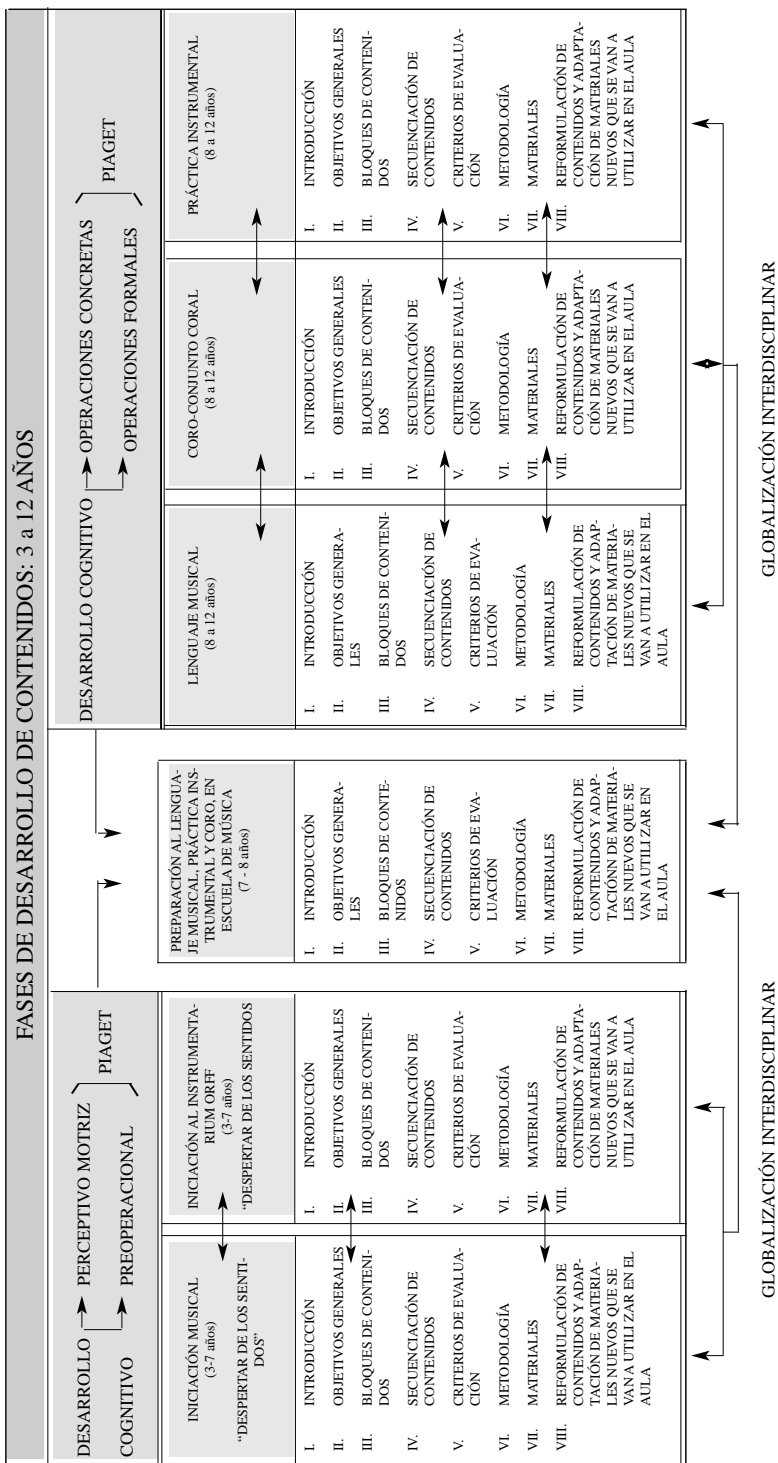 FASES DE DESARROLLO DE CONTENIDOS: 3 a 12 AÑOS
DESARROLLO
PERCEPTIVO MOTRIZ
COGNITIVO
PREOPERACIONAL
PIAGET
INICIACIÓN MUSICAL
(3-7 años)
“DESPERTAR DE LOS SENTI-
DOS”
I. INTRODUCCIÓN
II. OBJETIVOS GENERALES
III. BLOQUES DE CONTENI-
DOS
IV. SECUENCIACIÓN DE
CONTENIDOS
V. CRITERIOS DE EVALUA-
CIÓN
VI. METODOLOGÍA
VII. MATERIALES
VIII. REFORMULACIÓN DE
CONTENIDOS Y ADAP-
TACIÓN DE MATERIA-
LES NUEVOS QUE SE
VAN A UTILIZAR EN EL
AULA
INICIACIÓN AL INSTRUMENTA-
RIUM ORFF
(3-7 años)
“DESPERTAR DE LOS SENTIDOS
I. INTRODUCCIÓN
II. OBJETIVOS GENERALES
III. BLOQUES DE CONTENI-
DOS
IV. SECUENCIACIÓN DE
CONTENIDOS
V. CRITERIOS DE EVALUA-
CIÓN
VI. METODOLOGÍA
VII. MATERIALES
VIII. REFORMULACIÓN DE
CONTENIDOS Y ADAPTA-
CIÓN DE MATERIALES
NUEVOS QUE SE VAN A
UTILIZAR EN EL AULA
PREPARACIÓN AL LENGUA-
JE MUSICAL, PRÁCTICA INS-
TRUMENTAL Y CORO, EN
ESCUELA DE MÚSICA
(7 - 8 años)
I. INTRODUCCIÓN
II. OBJETIVOS GENERA-
LES
III. BLOQUES DE CONTE-
NIDOS
IV. SECUENCIACIÓN DE
CONTENIDOS
V. CRITERIOS DE EVA-
LUACIÓN
VI. METODOLOGÍA
VII. MATERIALES
VIII. REFORMULACIÓN DE
CONTENIDOS Y ADAP-
TACIÓNN DE MATERIA-
LES NUEVOS QUE SE
VAN A UTILIZAR EN
EL AULA
DESARROLLO COGNITIVO
OPERACIONES CONCRETAS
OPERACIONES FORMALES
PIAGET
LENGUAJE MUSICAL
(8 a 12 años)
I. INTRODUCCIÓN
II. OBJETIVOS GENERA-
LES
III. BLOQUES DE CONTENI-
DOS
IV. SECUENCIACIÓN DE
CONTENIDOS
V. CRITERIOS DE EVA-
LUACIÓN
VI. METODOLOGÍA
VII. MATERIALES
VIII. REFORMULACIÓN DE
CONTENIDOS Y ADAP-
TACIÓN DE MATERIA-
LES NUEVOS QUE SE
VAN A UTILIZAR EN EL
AULA
CORO-CONJUNTO CORAL
(8 a 12 años)
I. INTRODUCCIÓN
II. OBJETIVOS GENERALES
III. BLOQUES DE CONTENI-
DOS
IV. SECUENCIACIÓN DE
CONTENIDOS
V. CRITERIOS DE EVALUA-
CIÓN
VI. METODOLOGÍA
VII. MATERIALES
VIII. REFORMULACIÓN DE
CONTENIDOS Y ADAPTA-
CIÓN DE MATERIALES
NUEVOS QUE SE VAN A
UTILIZAR EN EL AULA
PRÁCTICA INSTRUMENTAL
(8 a 12 años)
I. INTRODUCCIÓN
II. OBJETIVOS GENERALES
III. BLOQUES DE CONTENI-
DOS
IV. SECUENCIACIÓN DE
CONTENIDOS
V. CRITERIOS DE EVALUA-
CIÓN
VI. METODOLOGÍA
VII. MATERIALES
VIII. REFORMULACIÓN DE
CONTENIDOS Y ADAPTA-
CIÓN DE MATERIALES
NUEVOS QUE SE VAN A
UTILIZAR EN EL AULA
GLOBALIZACIÓN INTERDISCIPLINAR
GLOBALIZACIÓN INTERDISCIPLINAR